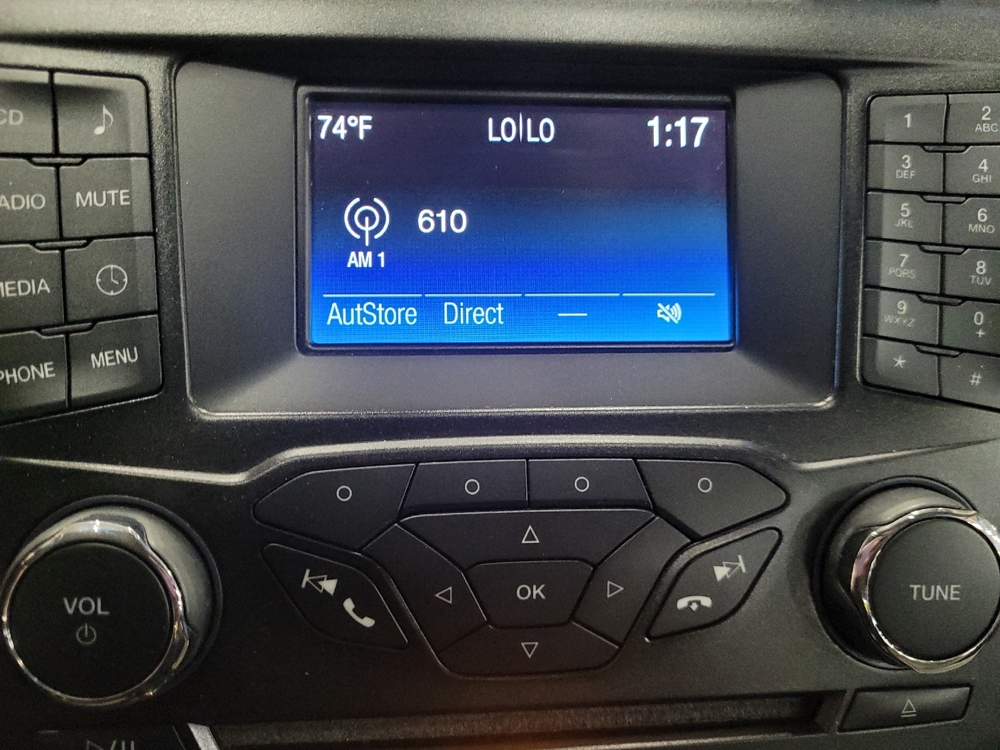 74°F LO|LO 1:17
610
AM 1
AutStore Direct —
CD
ADIO MUTE
MEDIA
PHONE MENU
1 2 ABC
3 DEF 4 GHI
5 JKL 6 MNO
7 PQRS 8 TUV
9 WXYZ 0 +
* #
OK
VOL
TUNE